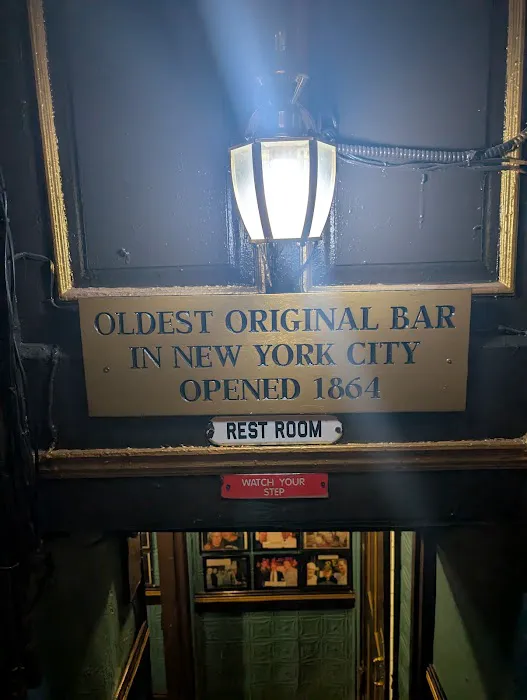 OLDEST ORIGINAL BAR
IN NEW YORK CITY
OPENED 1864
REST ROOM
WATCH YOUR
STEP